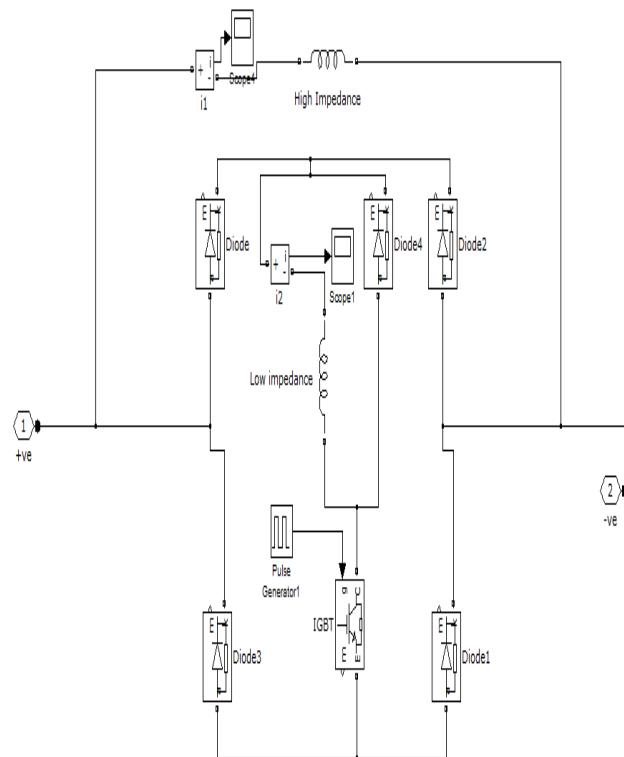 i
+
-
Scope4
i1
High Impedance
E
K
Diode
E
K
Diode4
E
K
Diode2
+
i
-
i2
Scope1
Low impedance
1
+ve
2
-ve
Pulse
Generator1
g
C
IGBT
m
E
E
K
Diode3
E
K
Diode1